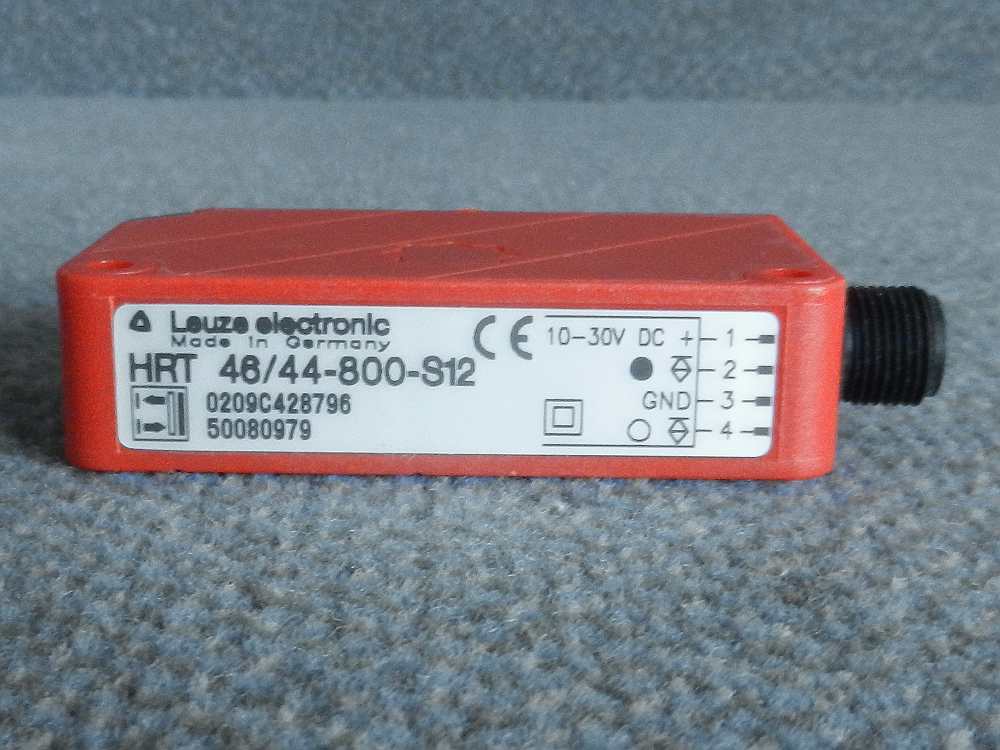 Leuze electronic
Made in Germany
HRT 46/44-800-S12
0209C428796
50080979
CE
10-30V DC + 1
2
GND 3
4